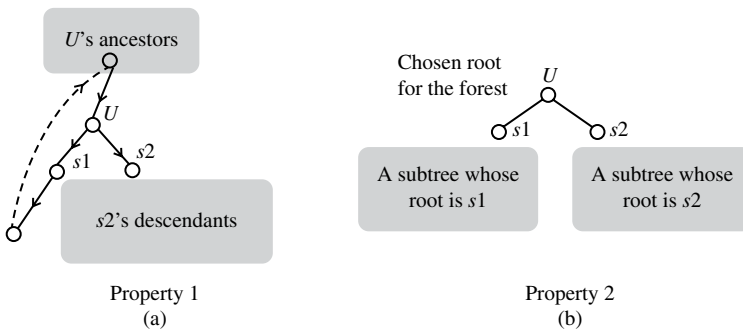 U's ancestors
U
s1
s2
s2's descendants
Property 1
(a)
Chosen root
for the forest
U
s1
s2
A subtree whose
root is s1
A subtree whose
root is s2
Property 2
(b)